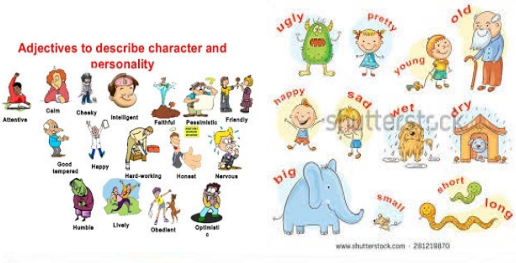 Adjectives to describe character and
personality
Attentive
Calm
Cheeky
Intelligent
Faithful
Pessimistic
Friendly
Good
tempered
Happy
Hard-working
Honest
Nervous
Humble
Lively
Obedient
Optimisti
c
ugly
pretty
young
old
happy
sad
wet
dry
shutterstock
big
small
short
long
www.shutterstock.com · 281219870